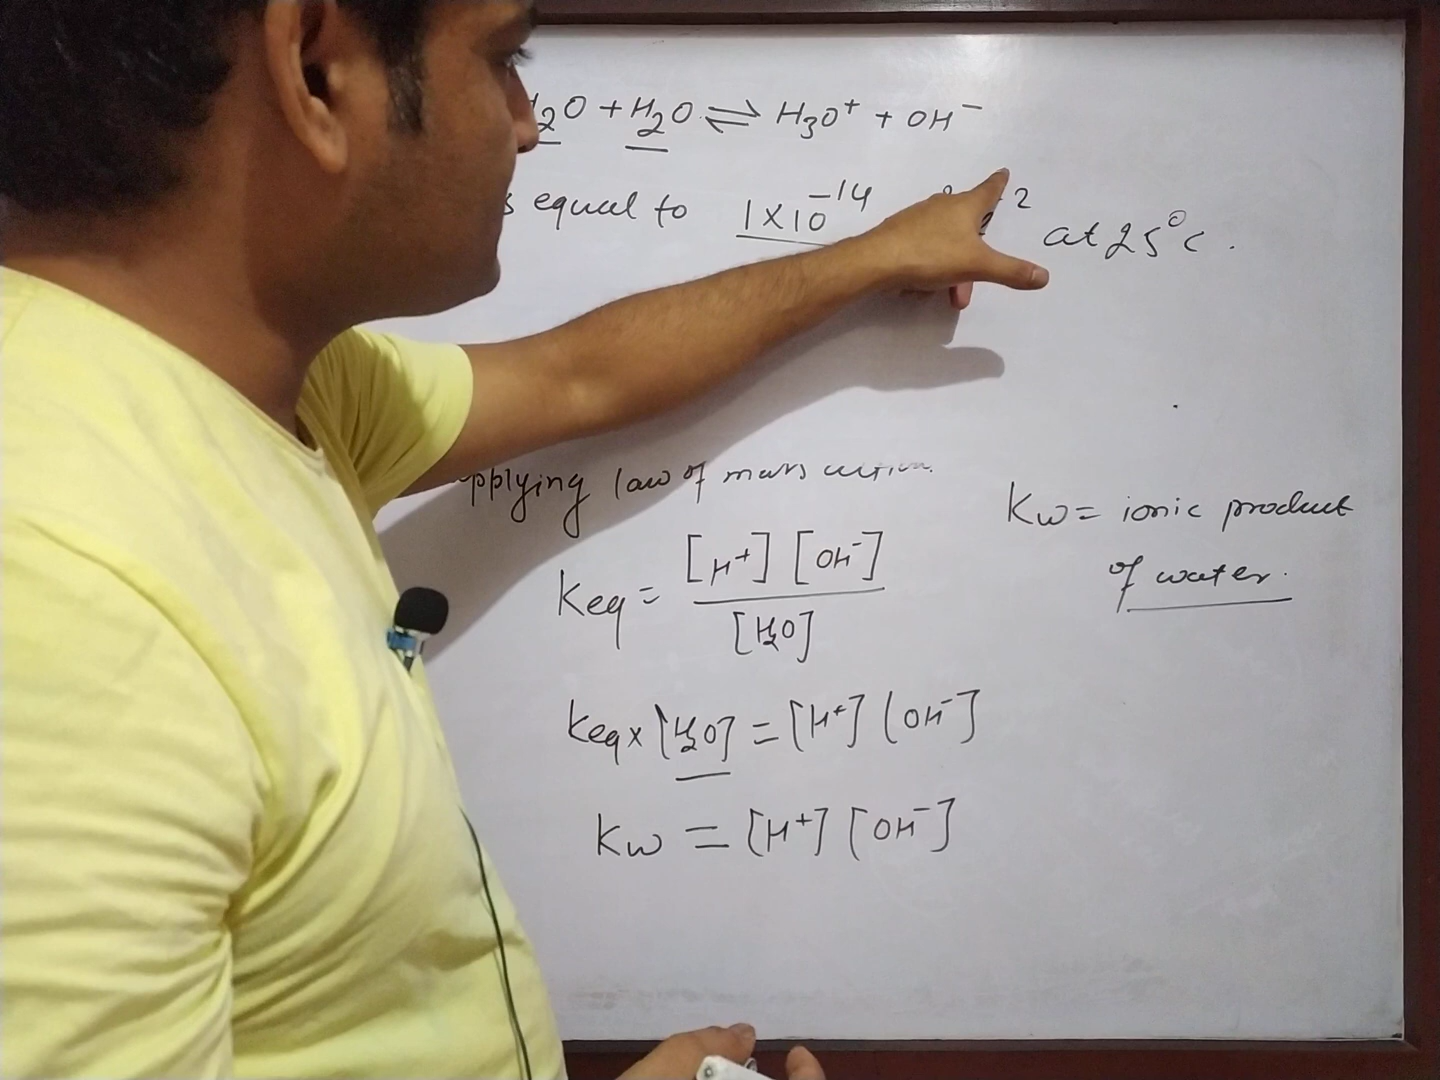 H2O + H2O ⇌ H3O⁺ + OH⁻
is equal to 1×10⁻¹⁴ at 25°C.
applying law of mass action.
Keq = [H⁺] [OH⁻] / [H2O]
Kw = ionic product
of water.
Keq × [H2O] = [H⁺] [OH⁻]
Kw = [H⁺] [OH⁻]